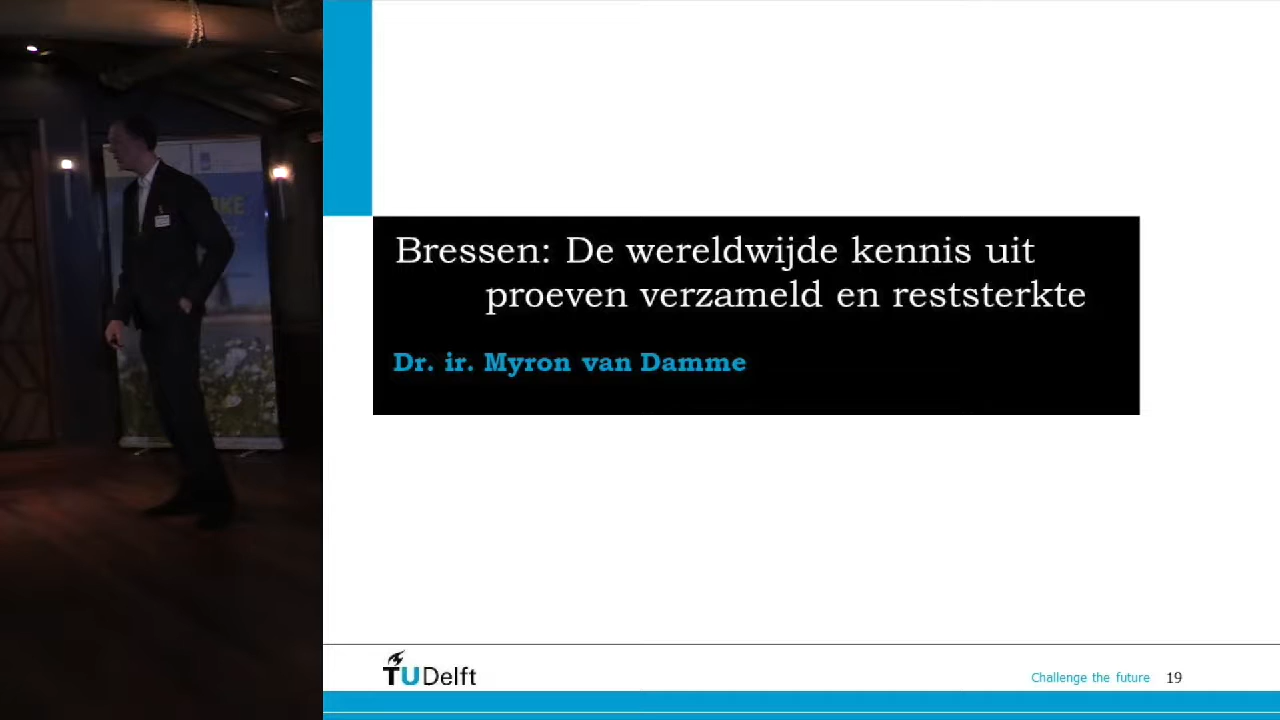 Bressen: De wereldwijde kennis uit
proeven verzameld en reststerkte
Dr. ir. Myron van Damme
TUDelft
Challenge the future 19